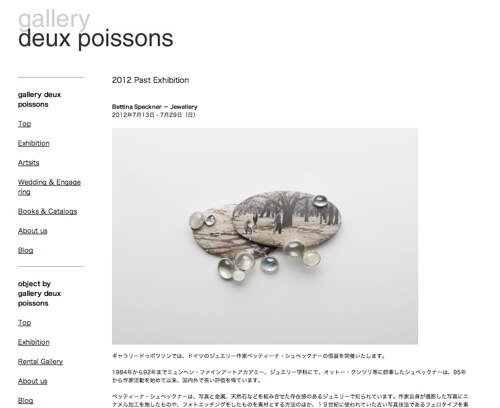 gallery
deux poissons
gallery deux
poissons
Top
Exhibition
Artsits
Wedding & Engage
ring
Books & Catalogs
About us
Blog
object by
gallery deux
poissons
Top
Exhibition
Rental Gallery
About us
Blog
2012 Past Exhibition
Bettina Speckner − Jewellery
2012年7月13日 - 7月29日（日）
ギャラリードゥポワソンでは、ドイツのジュエリー作家ベッティーナ・シュペックナーの個展を開催いたします。
1984年から92年までミュンヘン・ファインアートアカデミー、ジュエリー学科にて、オットー・クンツリ等に師事したシュペックナーは、95年
から作家活動を始めて以来、国内外で高い評価を得ています。
ベッティーナ・シュペックナーは、写真と金属、天然石などを組み合せた存在感のあるジュエリーで知られています。作家自身が撮影した写真にエ
ナメル加工を施したものや、フォトエッチングをしたものを素材とする方法のほか、１９世紀に使われていた古い写真技法であるフェロタイプを素